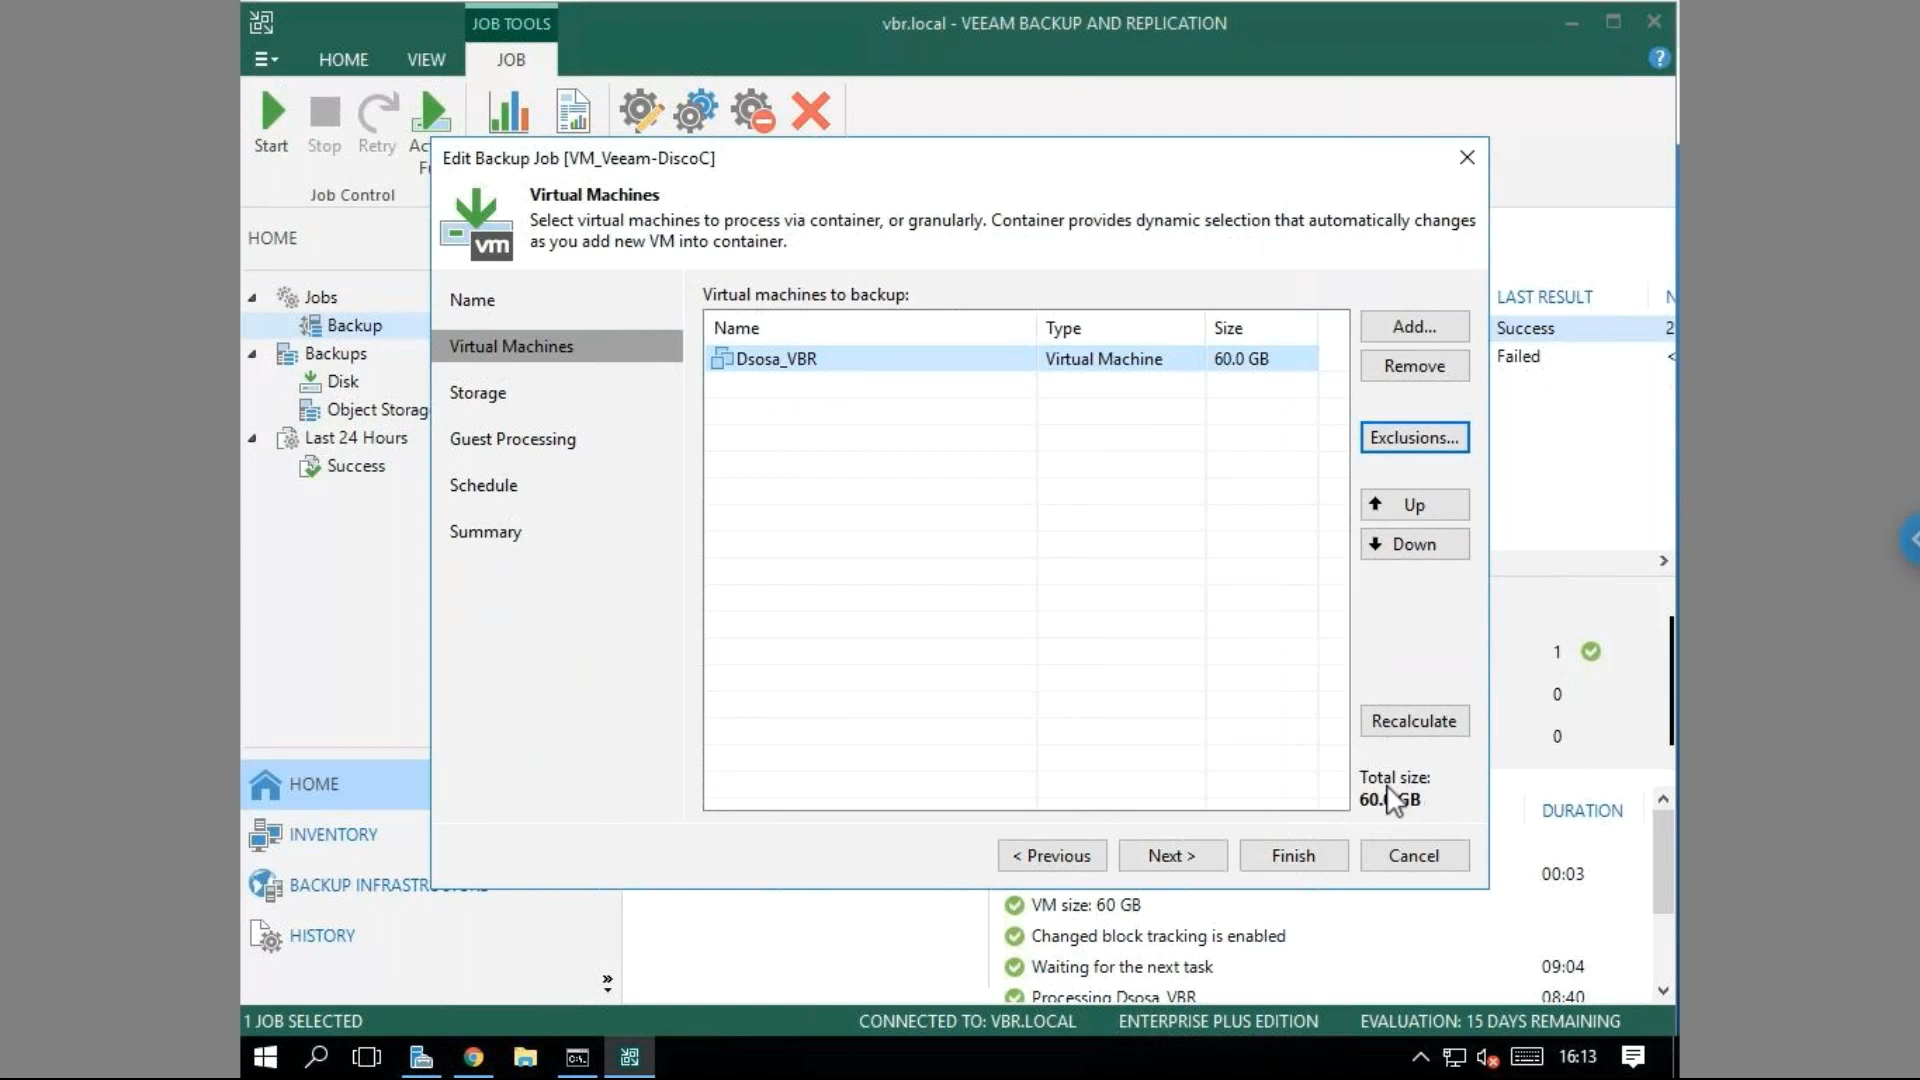 JOB TOOLS
vbr.local - VEEAM BACKUP AND REPLICATION
HOME
VIEW
JOB
Start
Stop
Retry
Job Control
Edit Backup Job [VM_Veeam-DiscoC]
Virtual Machines
Select virtual machines to process via container, or granularly. Container provides dynamic selection that automatically changes
as you add new VM into container.
vm
HOME
Jobs
Backup
Backups
Disk
Object Storag
Last 24 Hours
Success
Name
Virtual Machines
Storage
Guest Processing
Schedule
Summary
Virtual machines to backup:
Name Type Size
Dsosa_VBR Virtual Machine 60.0 GB
Add...
Remove
Exclusions...
Up
Down
Recalculate
Total size:
GB
< Previous
Next >
Finish
Cancel
LAST RESULT N
Success 2
Failed <
1
0
0
DURATION
00:03
VM size: 60 GB
Changed block tracking is enabled
Waiting for the next task 09:04
Processing Dsosa_VBR 08:40
HOME
INVENTORY
BACKUP
HISTORY
1 JOB SELECTED
CONNECTED TO: VBR.LOCAL
ENTERPRISE PLUS EDITION
EVALUATION: 15 DAYS REMAINING
16:13